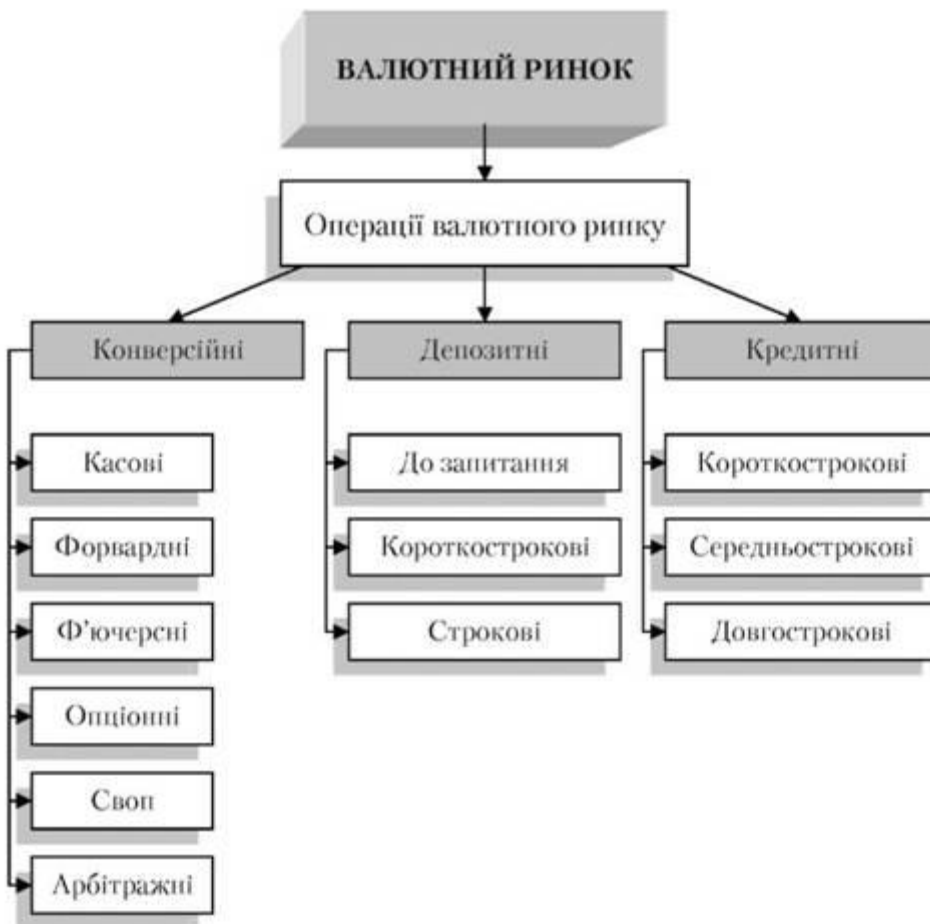 ВАЛЮТНИЙ РИНОК
Операції валютного ринку
Конверсійні
Касові
Форвардні
Ф'ючерсні
Опціонні
Своп
Арбітражні
Депозитні
До запитання
Короткострокові
Строкові
Кредитні
Короткострокові
Середньострокові
Довгострокові